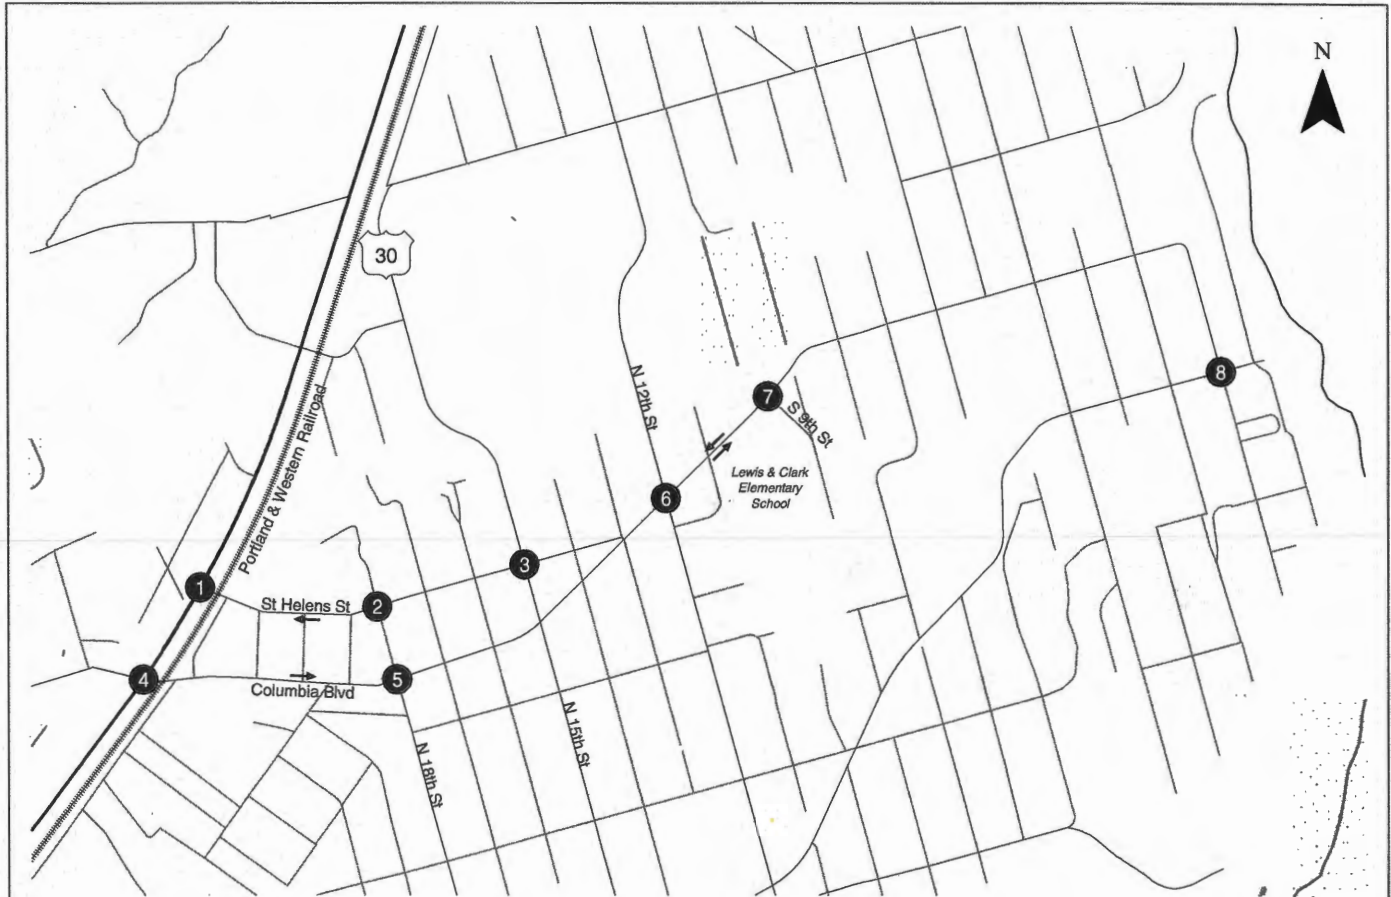 N
30
N 12th St
7
8
S 9th St
Portland & Western Railroad
Lewis & Clark
Elementary
School
6
3
1
St Helens St
2
4
Columbia Blvd
5
N 15th St
N 18th St